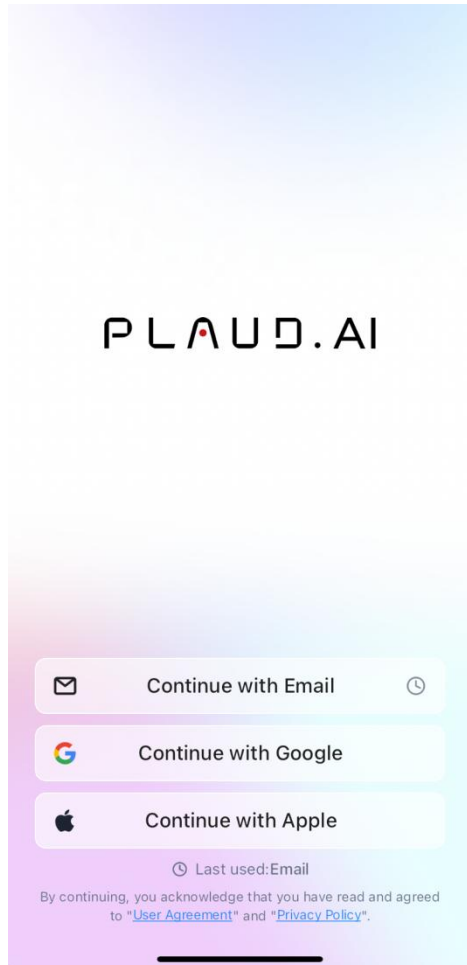 PLAUD.AI
Continue with Email
Continue with Google
Continue with Apple
Last used:Email
By continuing, you acknowledge that you have read and agreed
to "User Agreement" and "Privacy Policy".